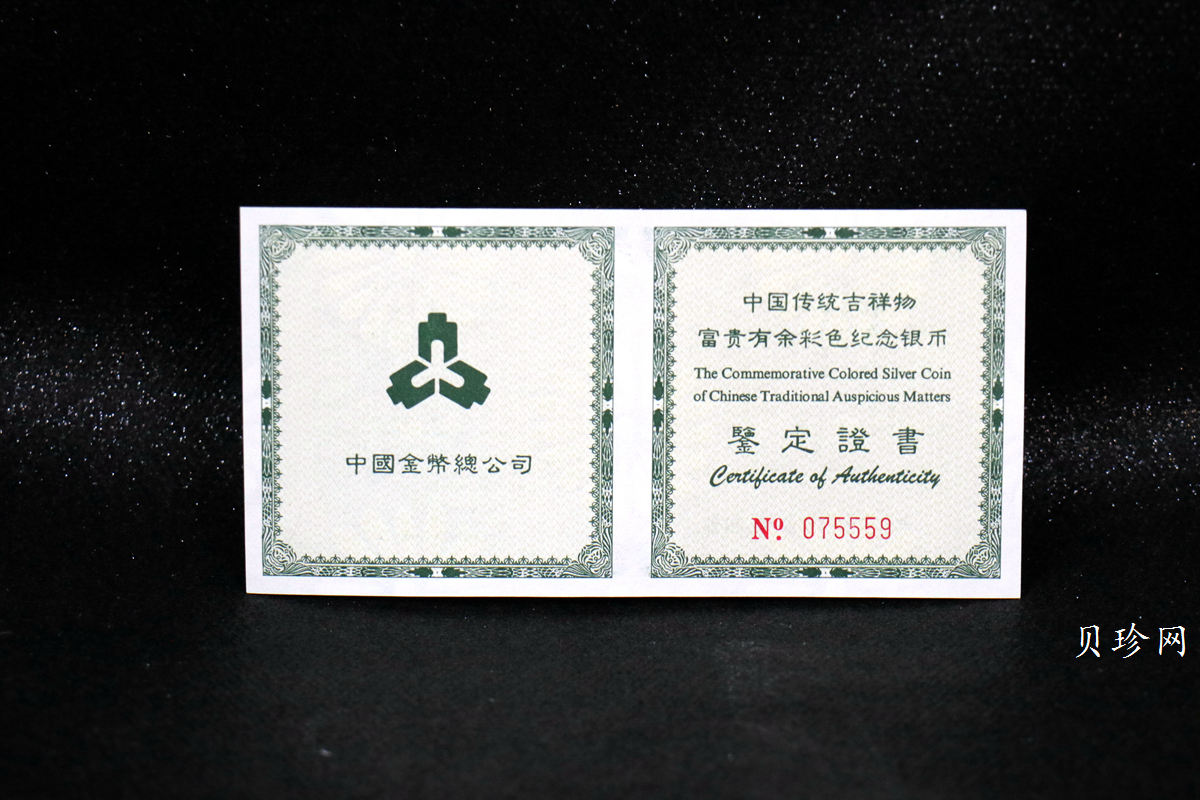 中國金幣總公司
中国传统吉祥物
富贵有余彩色纪念银币
The Commemorative Colored Silver Coin
of Chinese Traditional Auspicious Matters
鑒定證書
Certificate of Authenticity
Nº 075559
贝珍网